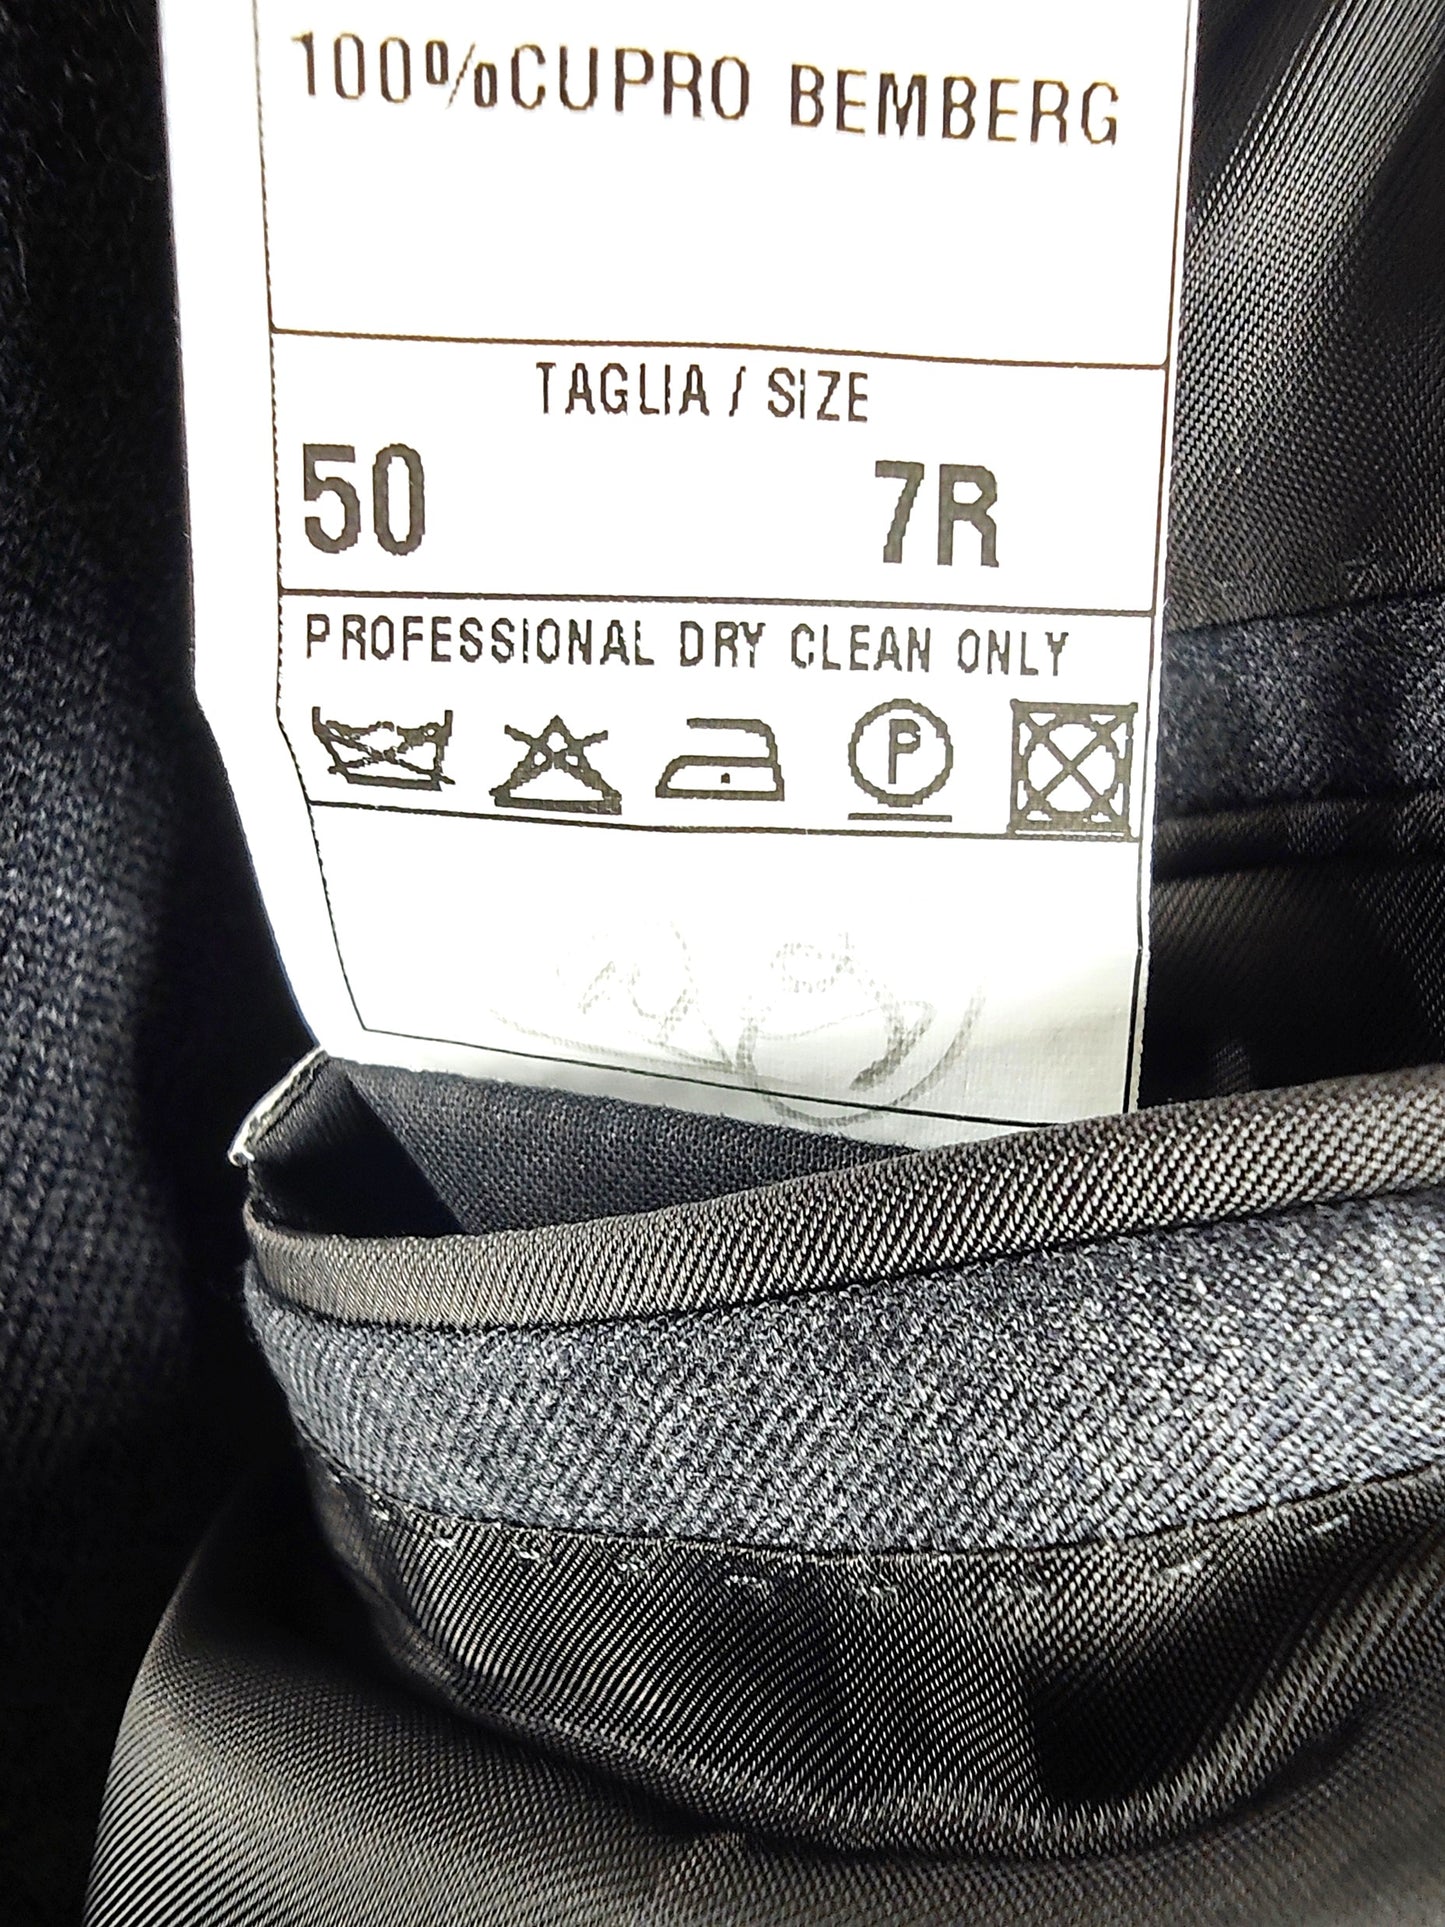 100%CUPRO BEMBERG
TAGLIA / SIZE
50 7R
PROFESSIONAL DRY CLEAN ONLY
P